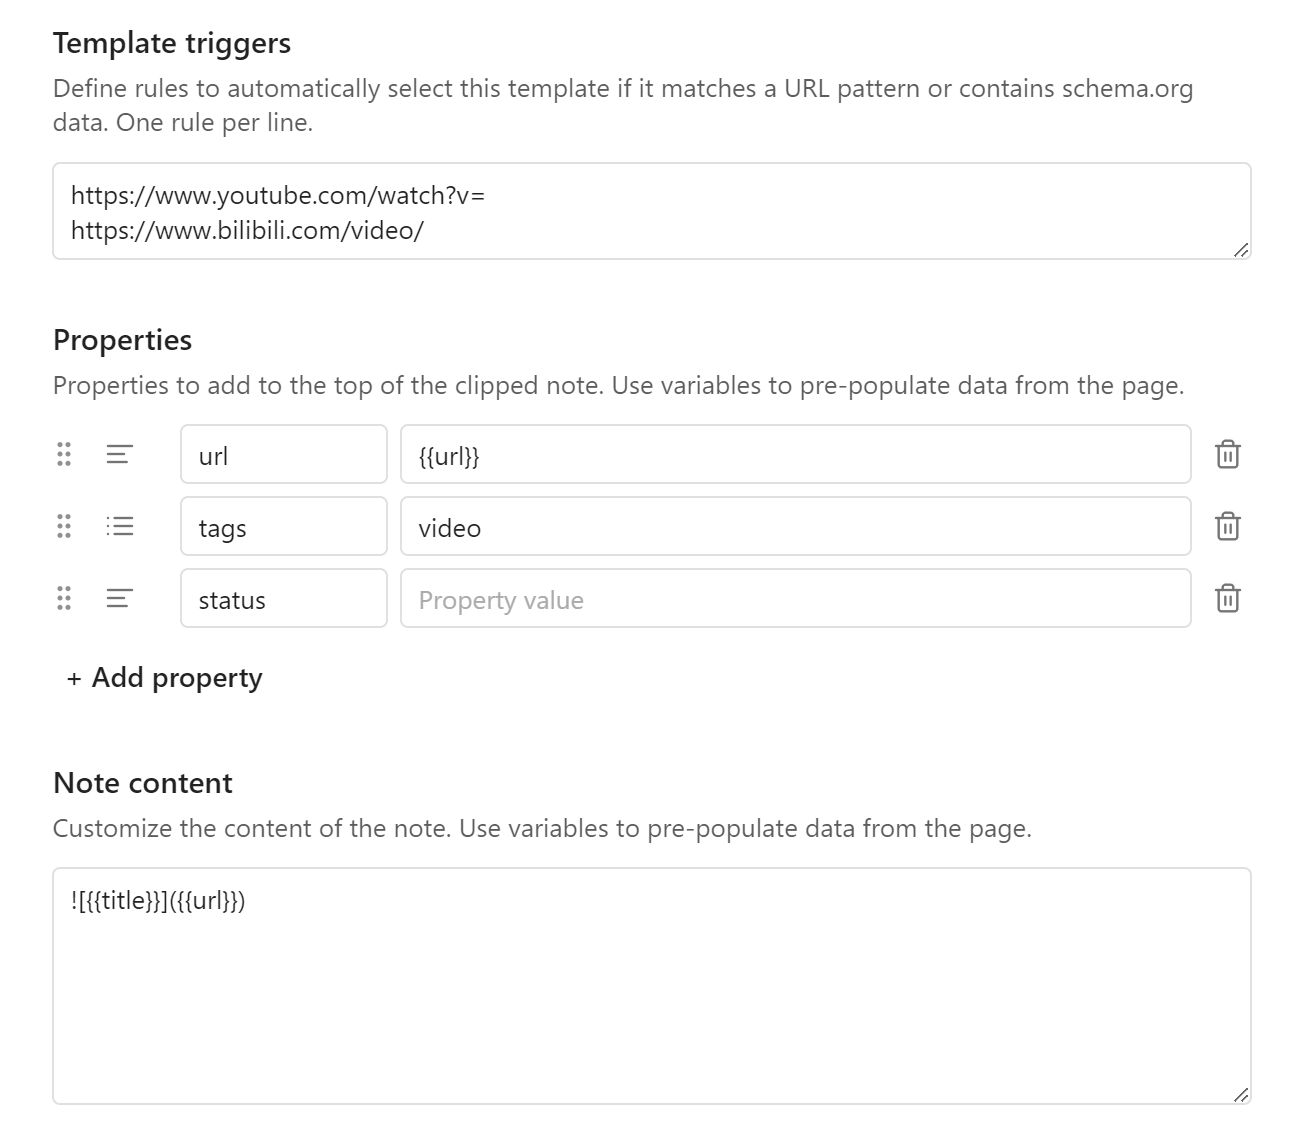 Template triggers
Define rules to automatically select this template if it matches a URL pattern or contains schema.org
data. One rule per line.
https://www.youtube.com/watch?v=
https://www.bilibili.com/video/
Properties
Properties to add to the top of the clipped note. Use variables to pre-populate data from the page.
url {{url}}
tags video
status Property value
+ Add property
Note content
Customize the content of the note. Use variables to pre-populate data from the page.
![{{title}}]({{url}})